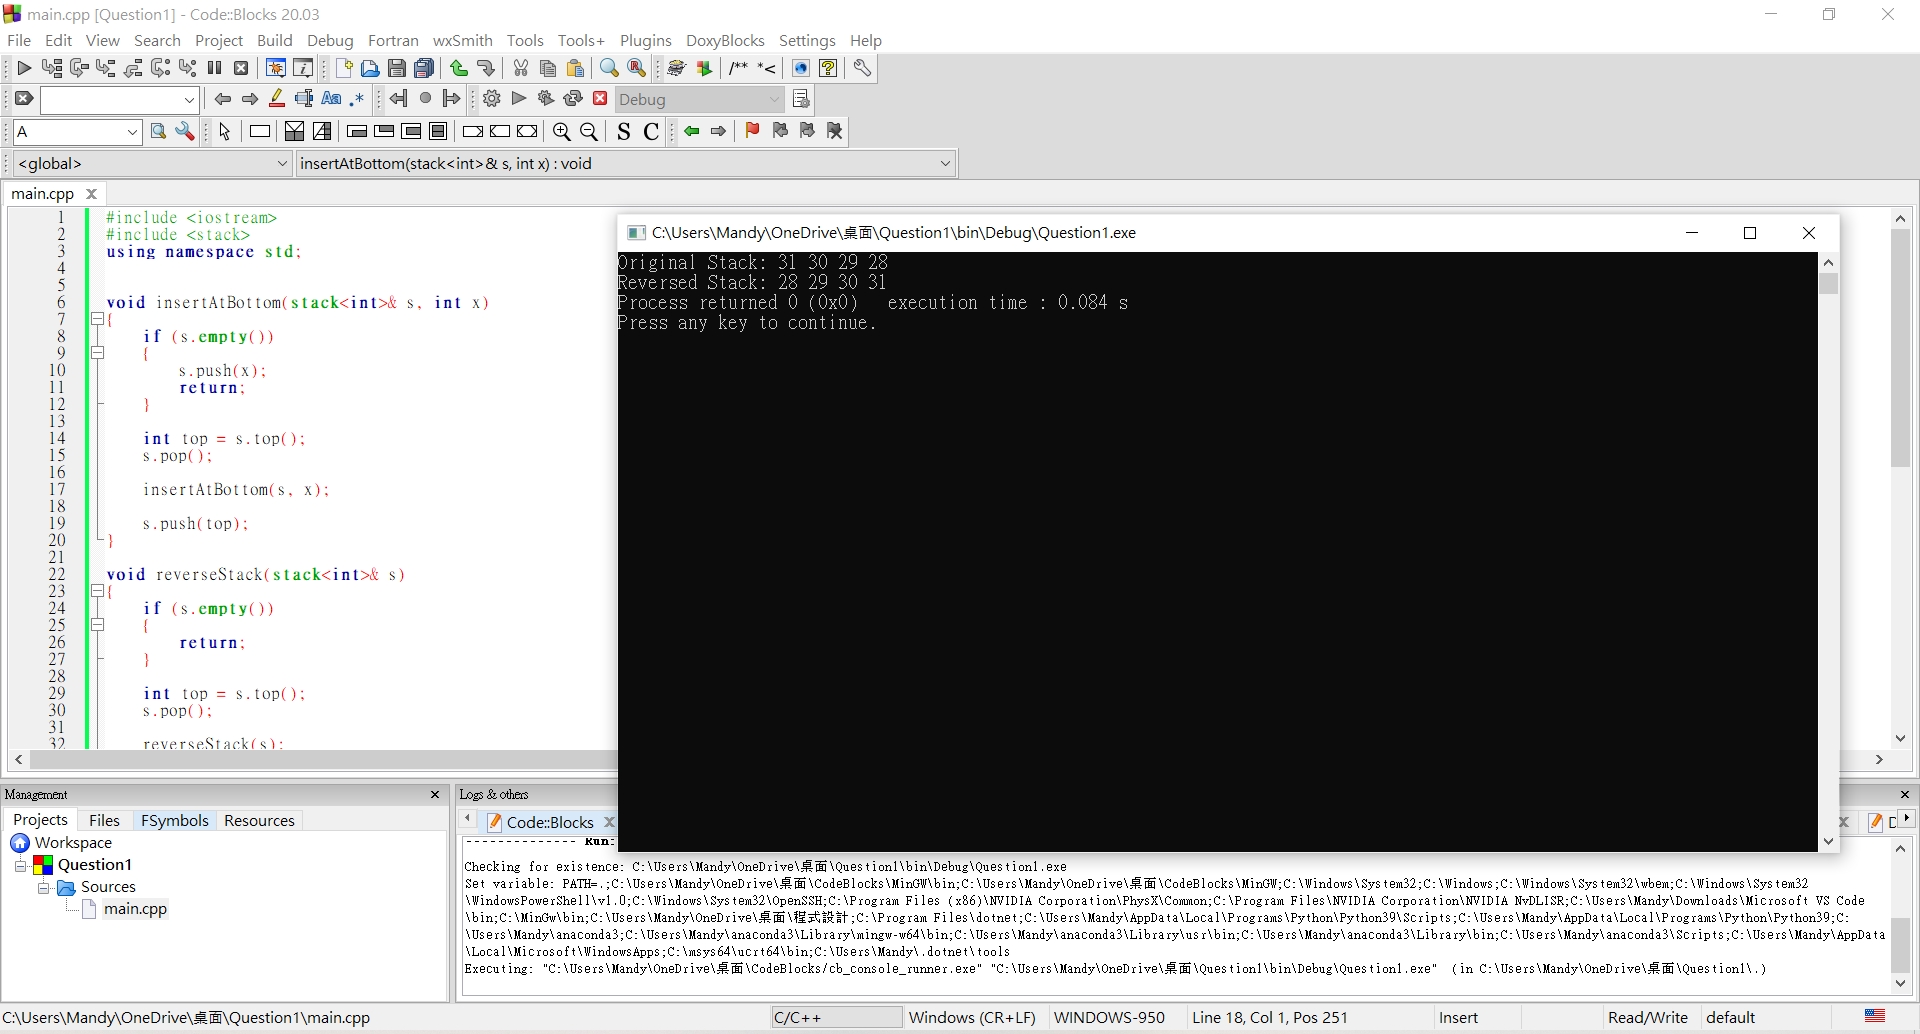 main.cpp [Question1] - Code::Blocks 20.03
File Edit View Search Project Build Debug Fortran wxSmith Tools Tools+ Plugins DoxyBlocks Settings Help
/** *<
Aa .* Debug
A S C
<global> insertAtBottom(stack<int>& s, int x) : void
main.cpp
1 #include <iostream>
2 #include <stack>
3 using namespace std;
4
5
6 void insertAtBottom(stack<int>& s, int x)
7 {
8 if (s.empty())
9 {
10 s.push(x);
11 return;
12 }
13
14 int top = s.top();
15 s.pop();
16
17 insertAtBottom(s, x);
18
19 s.push(top);
20 }
21
22 void reverseStack(stack<int>& s)
23 {
24 if (s.empty())
25 {
26 return;
27 }
28
29 int top = s.top();
30 s.pop();
31
32 reverseStack(s);
C:\Users\Mandy\OneDrive\桌面\Question1\bin\Debug\Question1.exe
Original Stack: 31 30 29 28
Reversed Stack: 28 29 30 31
Process returned 0 (0x0) execution time : 0.084 s
Press any key to continue.
Management
Projects Files FSymbols Resources
Workspace
Question1
Sources
main.cpp
Logs & others
Code::Blocks
-------------- Run:
Checking for existence: C:\Users\Mandy\OneDrive\桌面\Question1\bin\Debug\Question1.exe
Set variable: PATH=.;C:\Users\Mandy\OneDrive\桌面\CodeBlocks\MinGW\bin;C:\Users\Mandy\OneDrive\桌面\CodeBlocks\MinGW;C:\Windows\System32;C:\Windows;C:\Windows\System32\wbem;C:\Windows\System32
\WindowsPowerShell\v1.0;C:\Windows\System32\OpenSSH;C:\Program Files (x86)\NVIDIA Corporation\PhysX\Common;C:\Program Files\NVIDIA Corporation\NVIDIA NvDLISR;C:\Users\Mandy\Downloads\Microsoft VS Code
\bin;C:\MinGw\bin;C:\Users\Mandy\OneDrive\桌面\程式設計;C:\Program Files\dotnet;C:\Users\Mandy\AppData\Local\Programs\Python\Python39\Scripts;C:\Users\Mandy\AppData\Local\Programs\Python\Python39;C:
\Users\Mandy\anaconda3;C:\Users\Mandy\anaconda3\Library\mingw-w64\bin;C:\Users\Mandy\anaconda3\Library\usr\bin;C:\Users\Mandy\anaconda3\Library\bin;C:\Users\Mandy\anaconda3\Scripts;C:\Users\Mandy\AppData
\Local\Microsoft\WindowsApps;C:\msys64\ucrt64\bin;C:\Users\Mandy\.dotnet\tools
Executing: "C:\Users\Mandy\OneDrive\桌面\CodeBlocks/cb_console_runner.exe" "C:\Users\Mandy\OneDrive\桌面\Question1\bin\Debug\Question1.exe" (in C:\Users\Mandy\OneDrive\桌面\Question1\.)
C:\Users\Mandy\OneDrive\桌面\Question1\main.cpp C/C++ Windows (CR+LF) WINDOWS-950 Line 18, Col 1, Pos 251 Insert Read/Write default